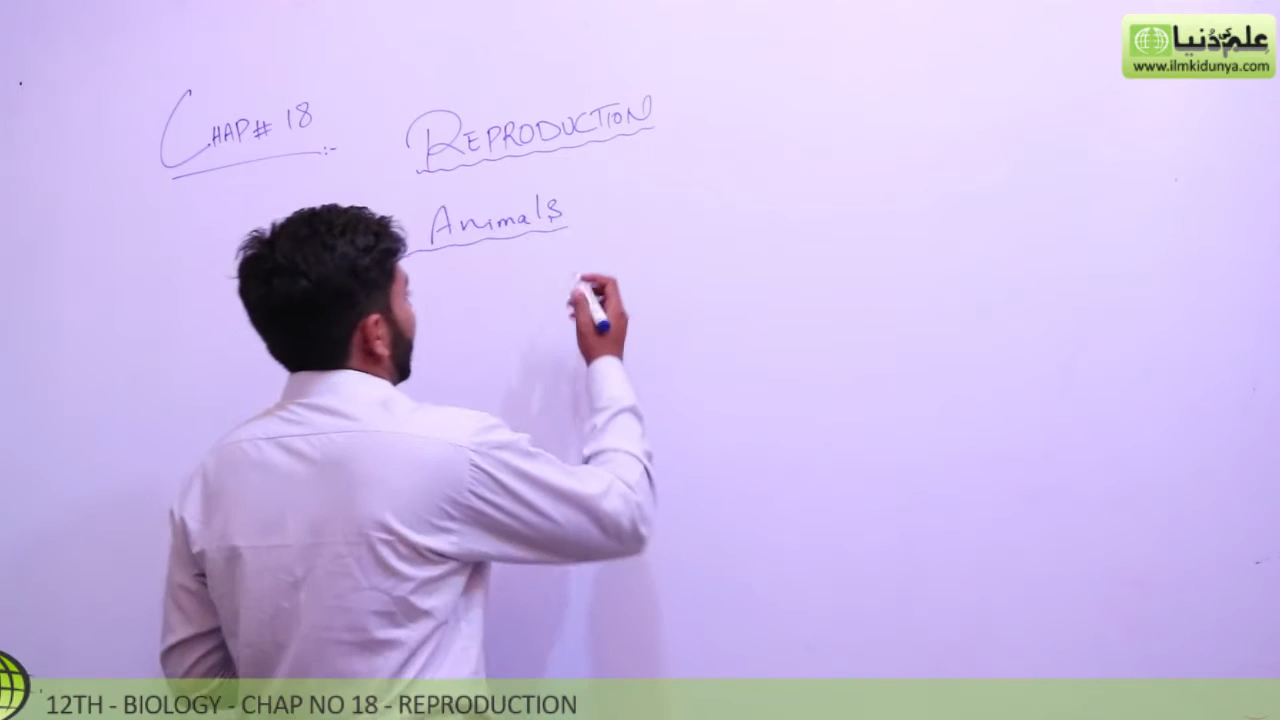 علم کی دنیا
www.ilmkidunya.com
CHAP# 18 :-
REPRODUCTION
Animals
12TH - BIOLOGY - CHAP NO 18 - REPRODUCTION